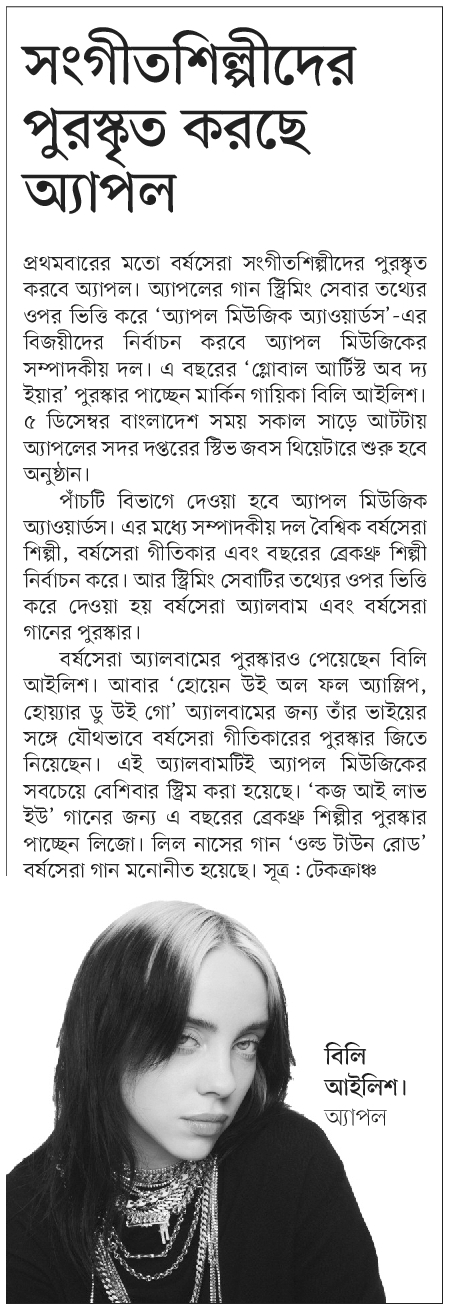 সংগীতশিল্পীদের
পুরস্কৃত করছে
অ্যাপল
প্রথমবারের মতো বর্ষসেরা সংগীতশিল্পীদের পুরস্কৃত
করবে অ্যাপল। অ্যাপলের গান স্ট্রিমিং সেবার তথ্যের
ওপর ভিত্তি করে ‘অ্যাপল মিউজিক অ্যাওয়ার্ডস’-এর
বিজয়ীদের নির্বাচন করবে অ্যাপল মিউজিকের
সম্পাদকীয় দল। এ বছরের ‘গ্লোবাল আর্টিস্ট অব দ্য
ইয়ার’ পুরস্কার পাচ্ছেন মার্কিন গায়িকা বিলি আইলিশ।
৫ ডিসেম্বর বাংলাদেশ সময় সকাল সাড়ে আটটায়
অ্যাপলের সদর দপ্তরের স্টিভ জবস থিয়েটারে শুরু হবে
অনুষ্ঠান।
পাঁচটি বিভাগে দেওয়া হবে অ্যাপল মিউজিক
অ্যাওয়ার্ডস। এর মধ্যে সম্পাদকীয় দল বৈশ্বিক বর্ষসেরা
শিল্পী, বর্ষসেরা গীতিকার এবং বছরের ব্রেকথ্রু শিল্পী
নির্বাচন করে। আর স্ট্রিমিং সেবাটির তথ্যের ওপর ভিত্তি
করে দেওয়া হয় বর্ষসেরা অ্যালবাম এবং বর্ষসেরা
গানের পুরস্কার।
বর্ষসেরা অ্যালবামের পুরস্কারও পেয়েছেন বিলি
আইলিশ। আবার ‘হোয়েন উই অল ফল অ্যাস্লিপ,
হোয়্যার ডু উই গো’ অ্যালবামের জন্য তাঁর ভাইয়ের
সঙ্গে যৌথভাবে বর্ষসেরা গীতিকারের পুরস্কার জিতে
নিয়েছেন। এই অ্যালবামটিই অ্যাপল মিউজিকের
সবচেয়ে বেশিবার স্ট্রিম করা হয়েছে। ‘কজ আই লাভ
ইউ’ গানের জন্য এ বছরের ব্রেকথ্রু শিল্পীর পুরস্কার
পাচ্ছেন লিজো। লিল নাসের গান ‘ওল্ড টাউন রোড’
বর্ষসেরা গান মনোনীত হয়েছে। সূত্র : টেকক্রাঞ্চ
বিলি
আইলিশ।
অ্যাপল